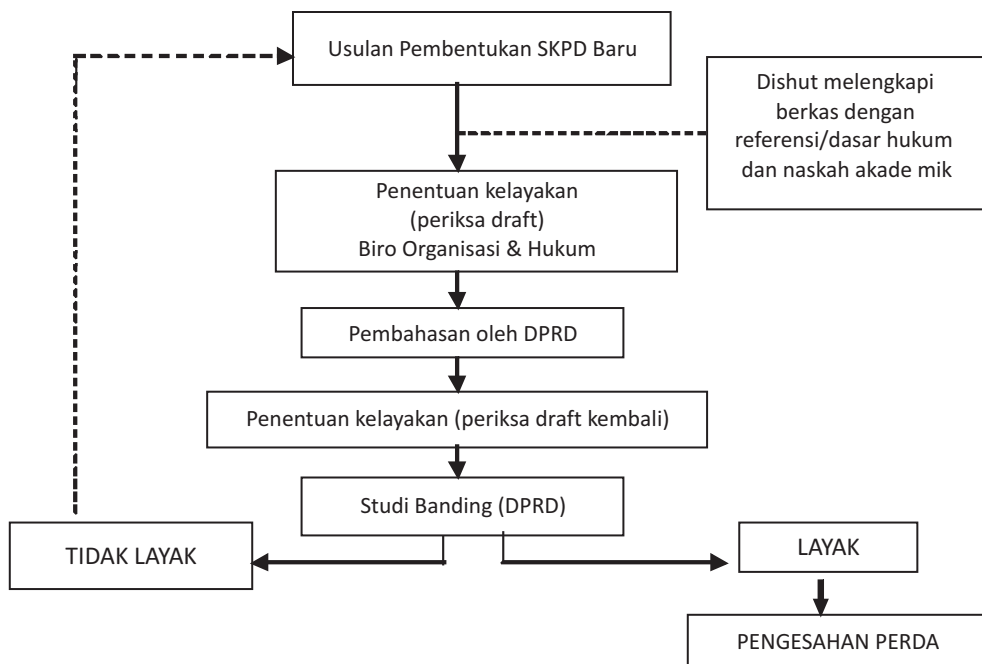 Usulan Pembentukan SKPD Baru
Dishut melengkapi
berkas dengan
referensi/dasar hukum
dan naskah akade mik
Penentuan kelayakan
(periksa draft)
Biro Organisasi & Hukum
Pembahasan oleh DPRD
Penentuan kelayakan (periksa draft kembali)
Studi Banding (DPRD)
TIDAK LAYAK
LAYAK
PENGESAHAN PERDA